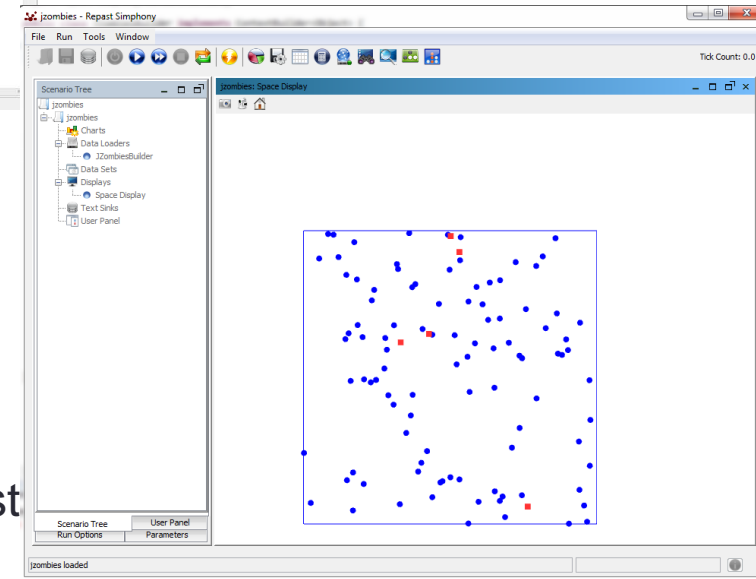 jzombies - Repast Simphony
File Run Tools Window
Tick Count: 0.0
Scenario Tree
jzombies: Space Display
jzombies
jzombies
Charts
Data Loaders
JZombiesBuilder
Data Sets
Displays
Space Display
Text Sinks
User Panel
st
Scenario Tree User Panel
Run Options Parameters
jzombies loaded